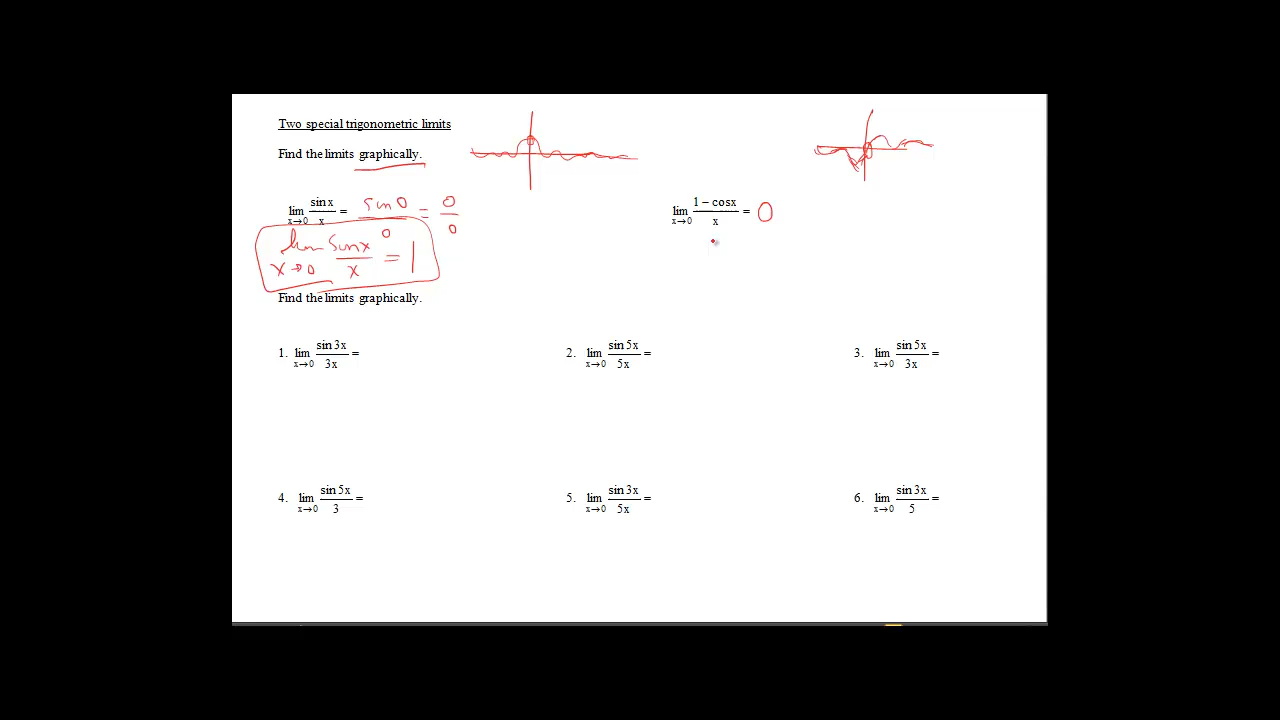 Two special trigonometric limits
Find the limits graphically.
lim x→0 sinx/x = sin 0/0 = 0/0
lim x→0 1 − cosx/x = 0
lim x→0 sinx/x = 1
Find the limits graphically.
1. lim x→0 sin 3x/3x =
2. lim x→0 sin 5x/5x =
3. lim x→0 sin 5x/3x =
4. lim x→0 sin 5x/3 =
5. lim x→0 sin 3x/5x =
6. lim x→0 sin 3x/5 =